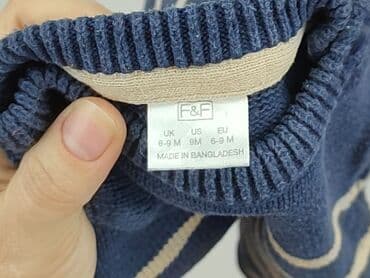 F&F
UK US EU
6-9 M 9M 6-9 M
MADE IN BANGLADESH